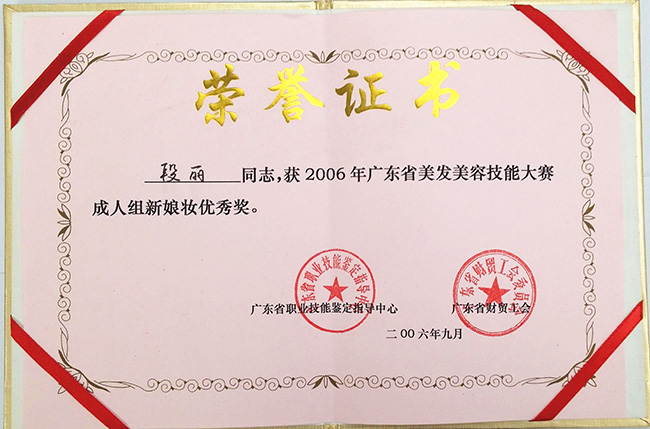 荣誉证书
段丽 同志，获 2006 年广东省美发美容技能大赛
成人组新娘妆优秀奖。
广东省职业技能鉴定指导中心
广东省财贸工会
二00六年九月